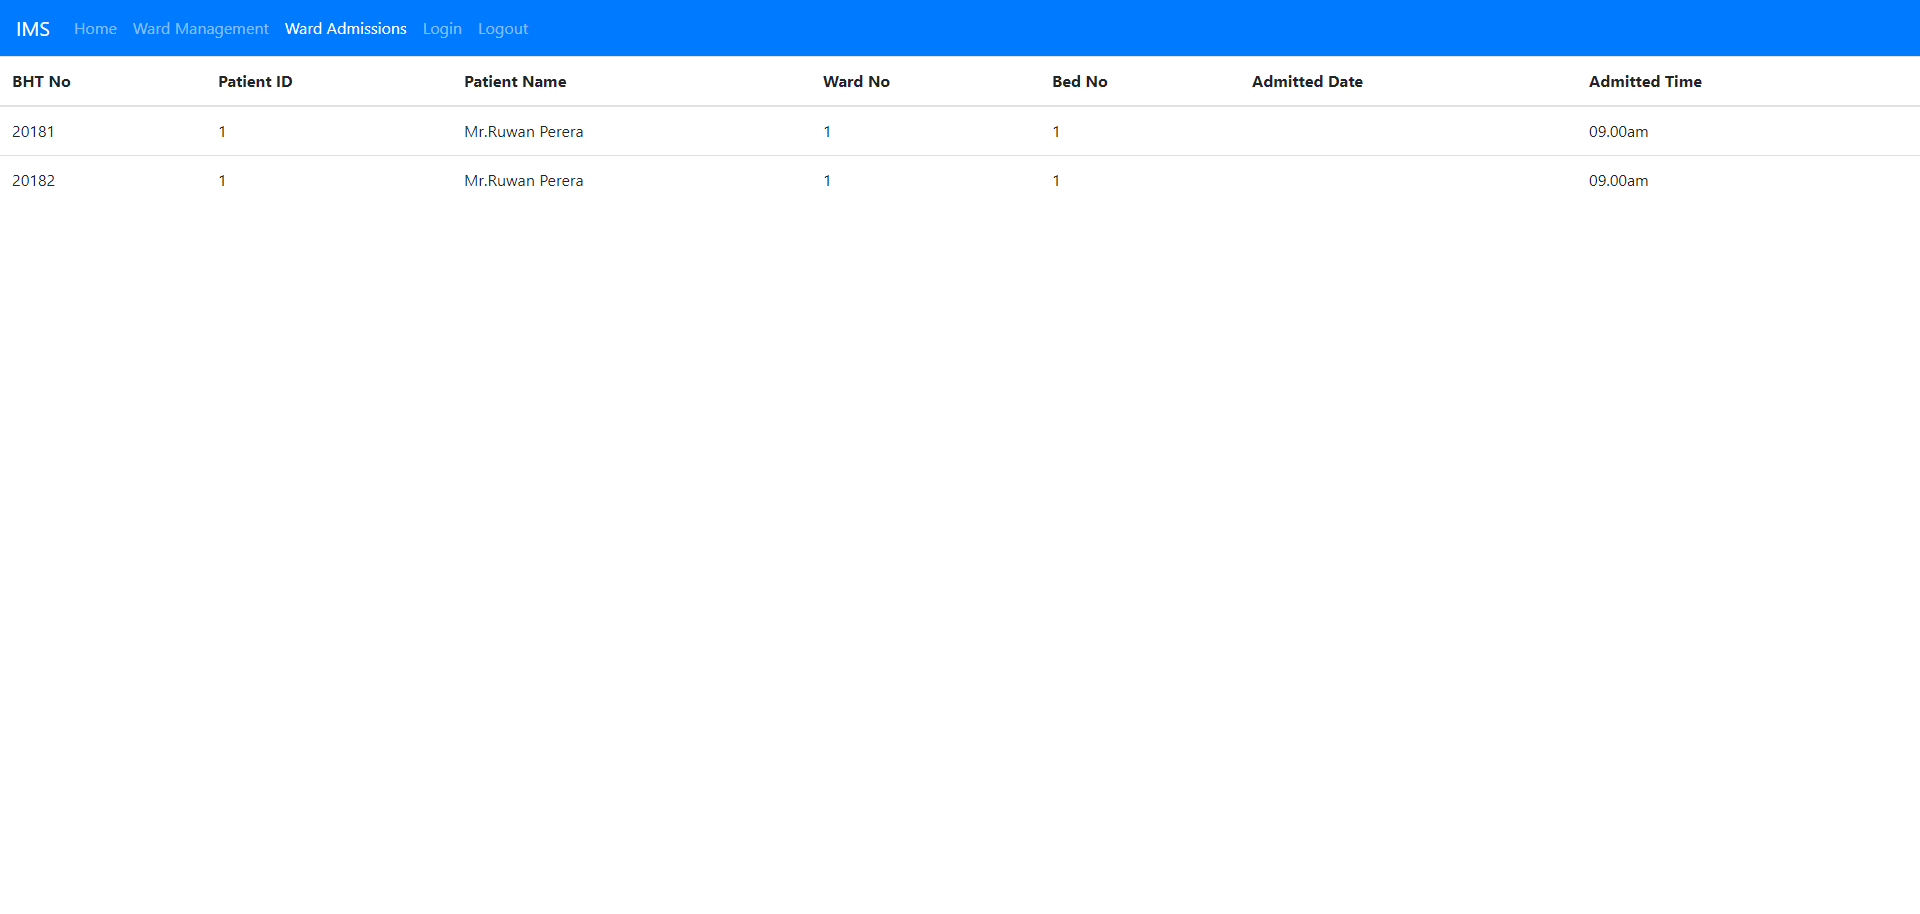 IMS Home Ward Management Ward Admissions Login Logout
BHT No Patient ID Patient Name Ward No Bed No Admitted Date Admitted Time
20181 1 Mr.Ruwan Perera 1 1 09.00am
20182 1 Mr.Ruwan Perera 1 1 09.00am